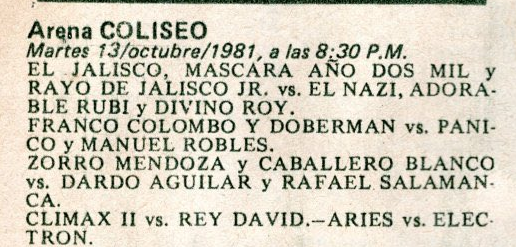 Arena COLISEO
Martes 13/octubre/1981, a las 8:30 P.M.
EL JALISCO, MASCARA AÑO DOS MIL y
RAYO DE JALISCO JR. vs. EL NAZI, ADORA-
BLE RUBI y DIVINO ROY.
FRANCO COLOMBO Y DOBERMAN vs. PANI-
CO y MANUEL ROBLES.
ZORRO MENDOZA y CABALLERO BLANCO
vs. DARDO AGUILAR y RAFAEL SALAMAN-
CA.
CLIMAX II vs. REY DAVID.—ARIES vs. ELEC-
TRON.